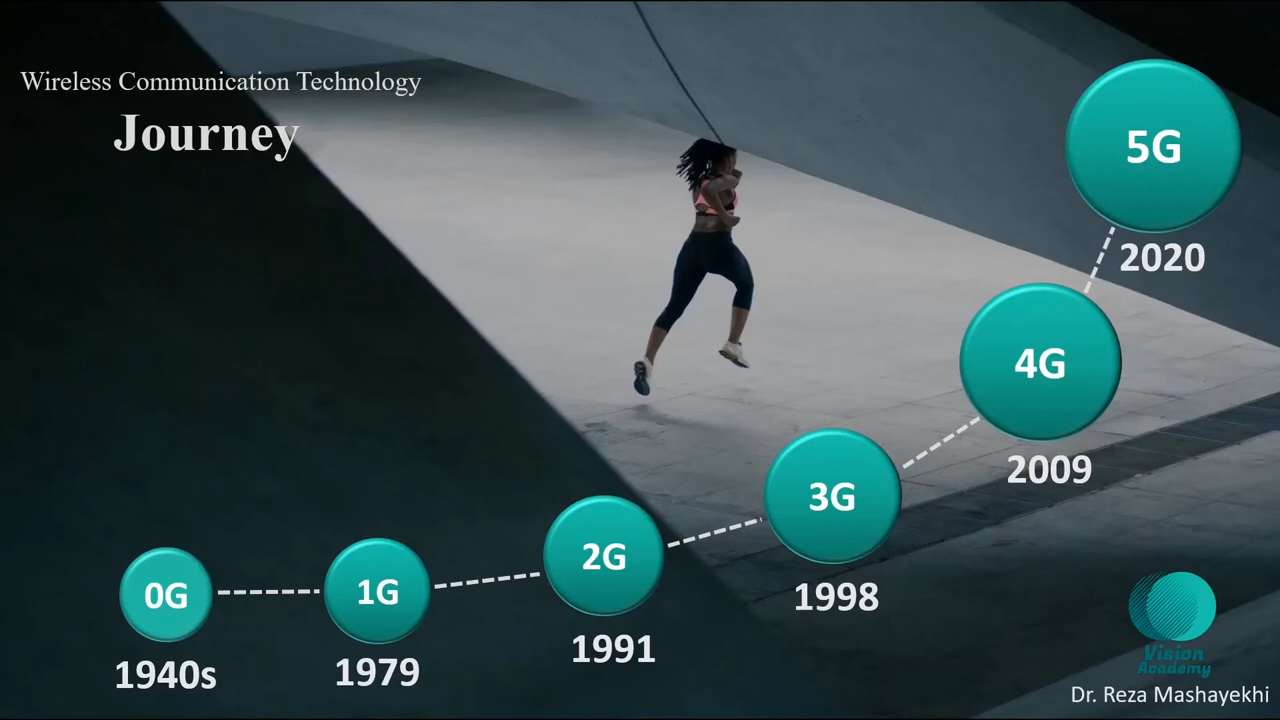 Wireless Communication Technology
Journey
5G
2020
4G
2009
3G
1998
2G
1991
1G
1979
0G
1940s
Vision
Academy
Dr. Reza Mashayekhi